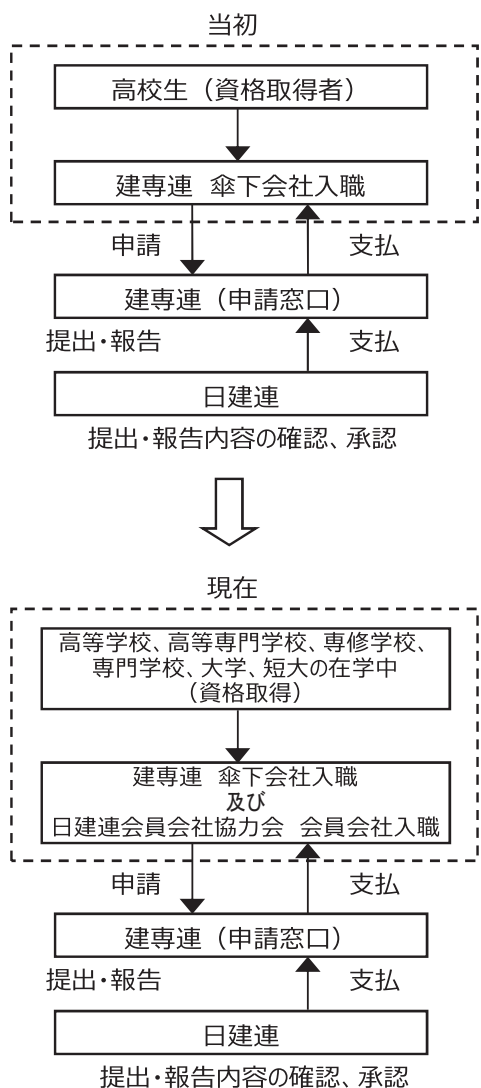 当初
高校生（資格取得者）
建専連　傘下会社入職
申請　支払
建専連（申請窓口）
提出・報告　支払
日建連
提出・報告内容の確認、承認
現在
高等学校、高等専門学校、専修学校、
専門学校、大学、短大の在学中
（資格取得）
建専連　傘下会社入職
及び
日建連会員会社協力会　会員会社入職
申請　支払
建専連（申請窓口）
提出・報告　支払
日建連
提出・報告内容の確認、承認